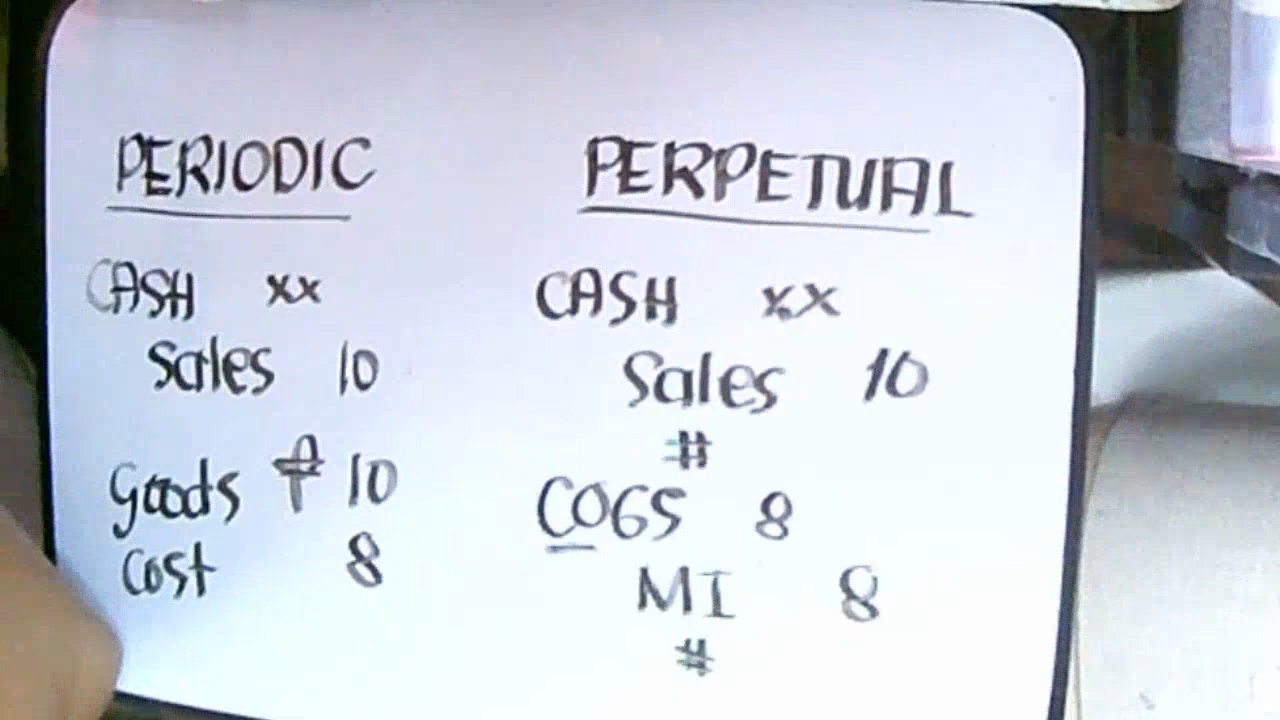 PERIODIC
CASH xx
Sales 10
Goods ₱ 10
Cost 8
PERPETUAL
CASH xx
Sales 10
#
COGS 8
MI 8
#